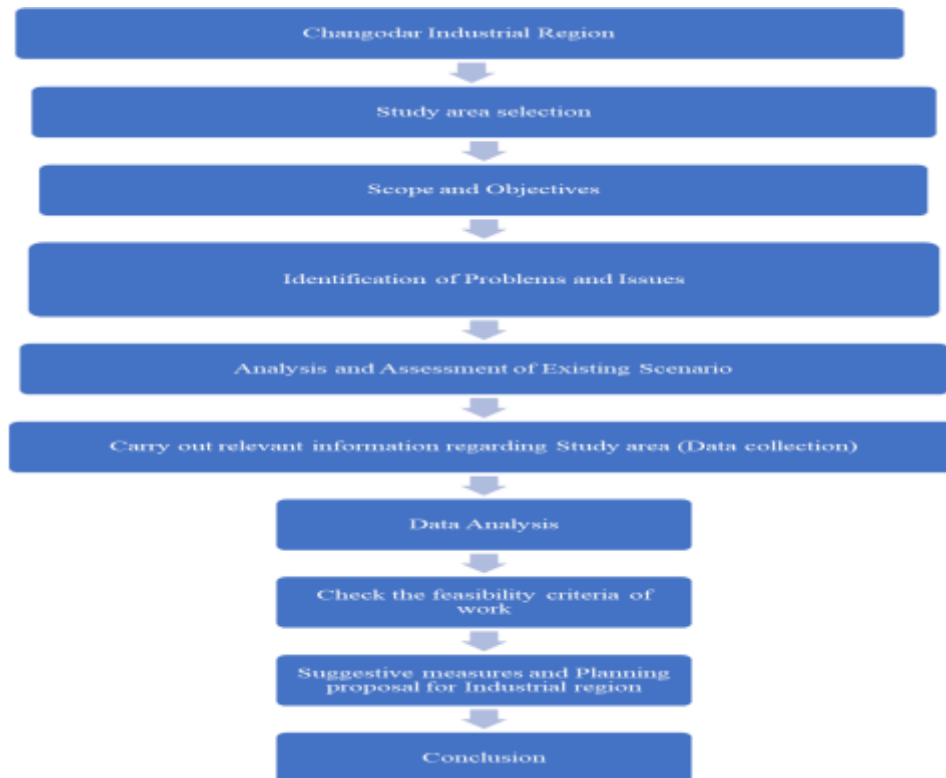 Changodar Industrial Region
Study area selection
Scope and Objectives
Identification of Problems and Issues
Analysis and Assessment of Existing Scenario
Carry out relevant information regarding Study area (Data collection)
Data Analysis
Check the feasibility criteria of
work
Suggestive measures and Planning
proposal for Industrial region
Conclusion